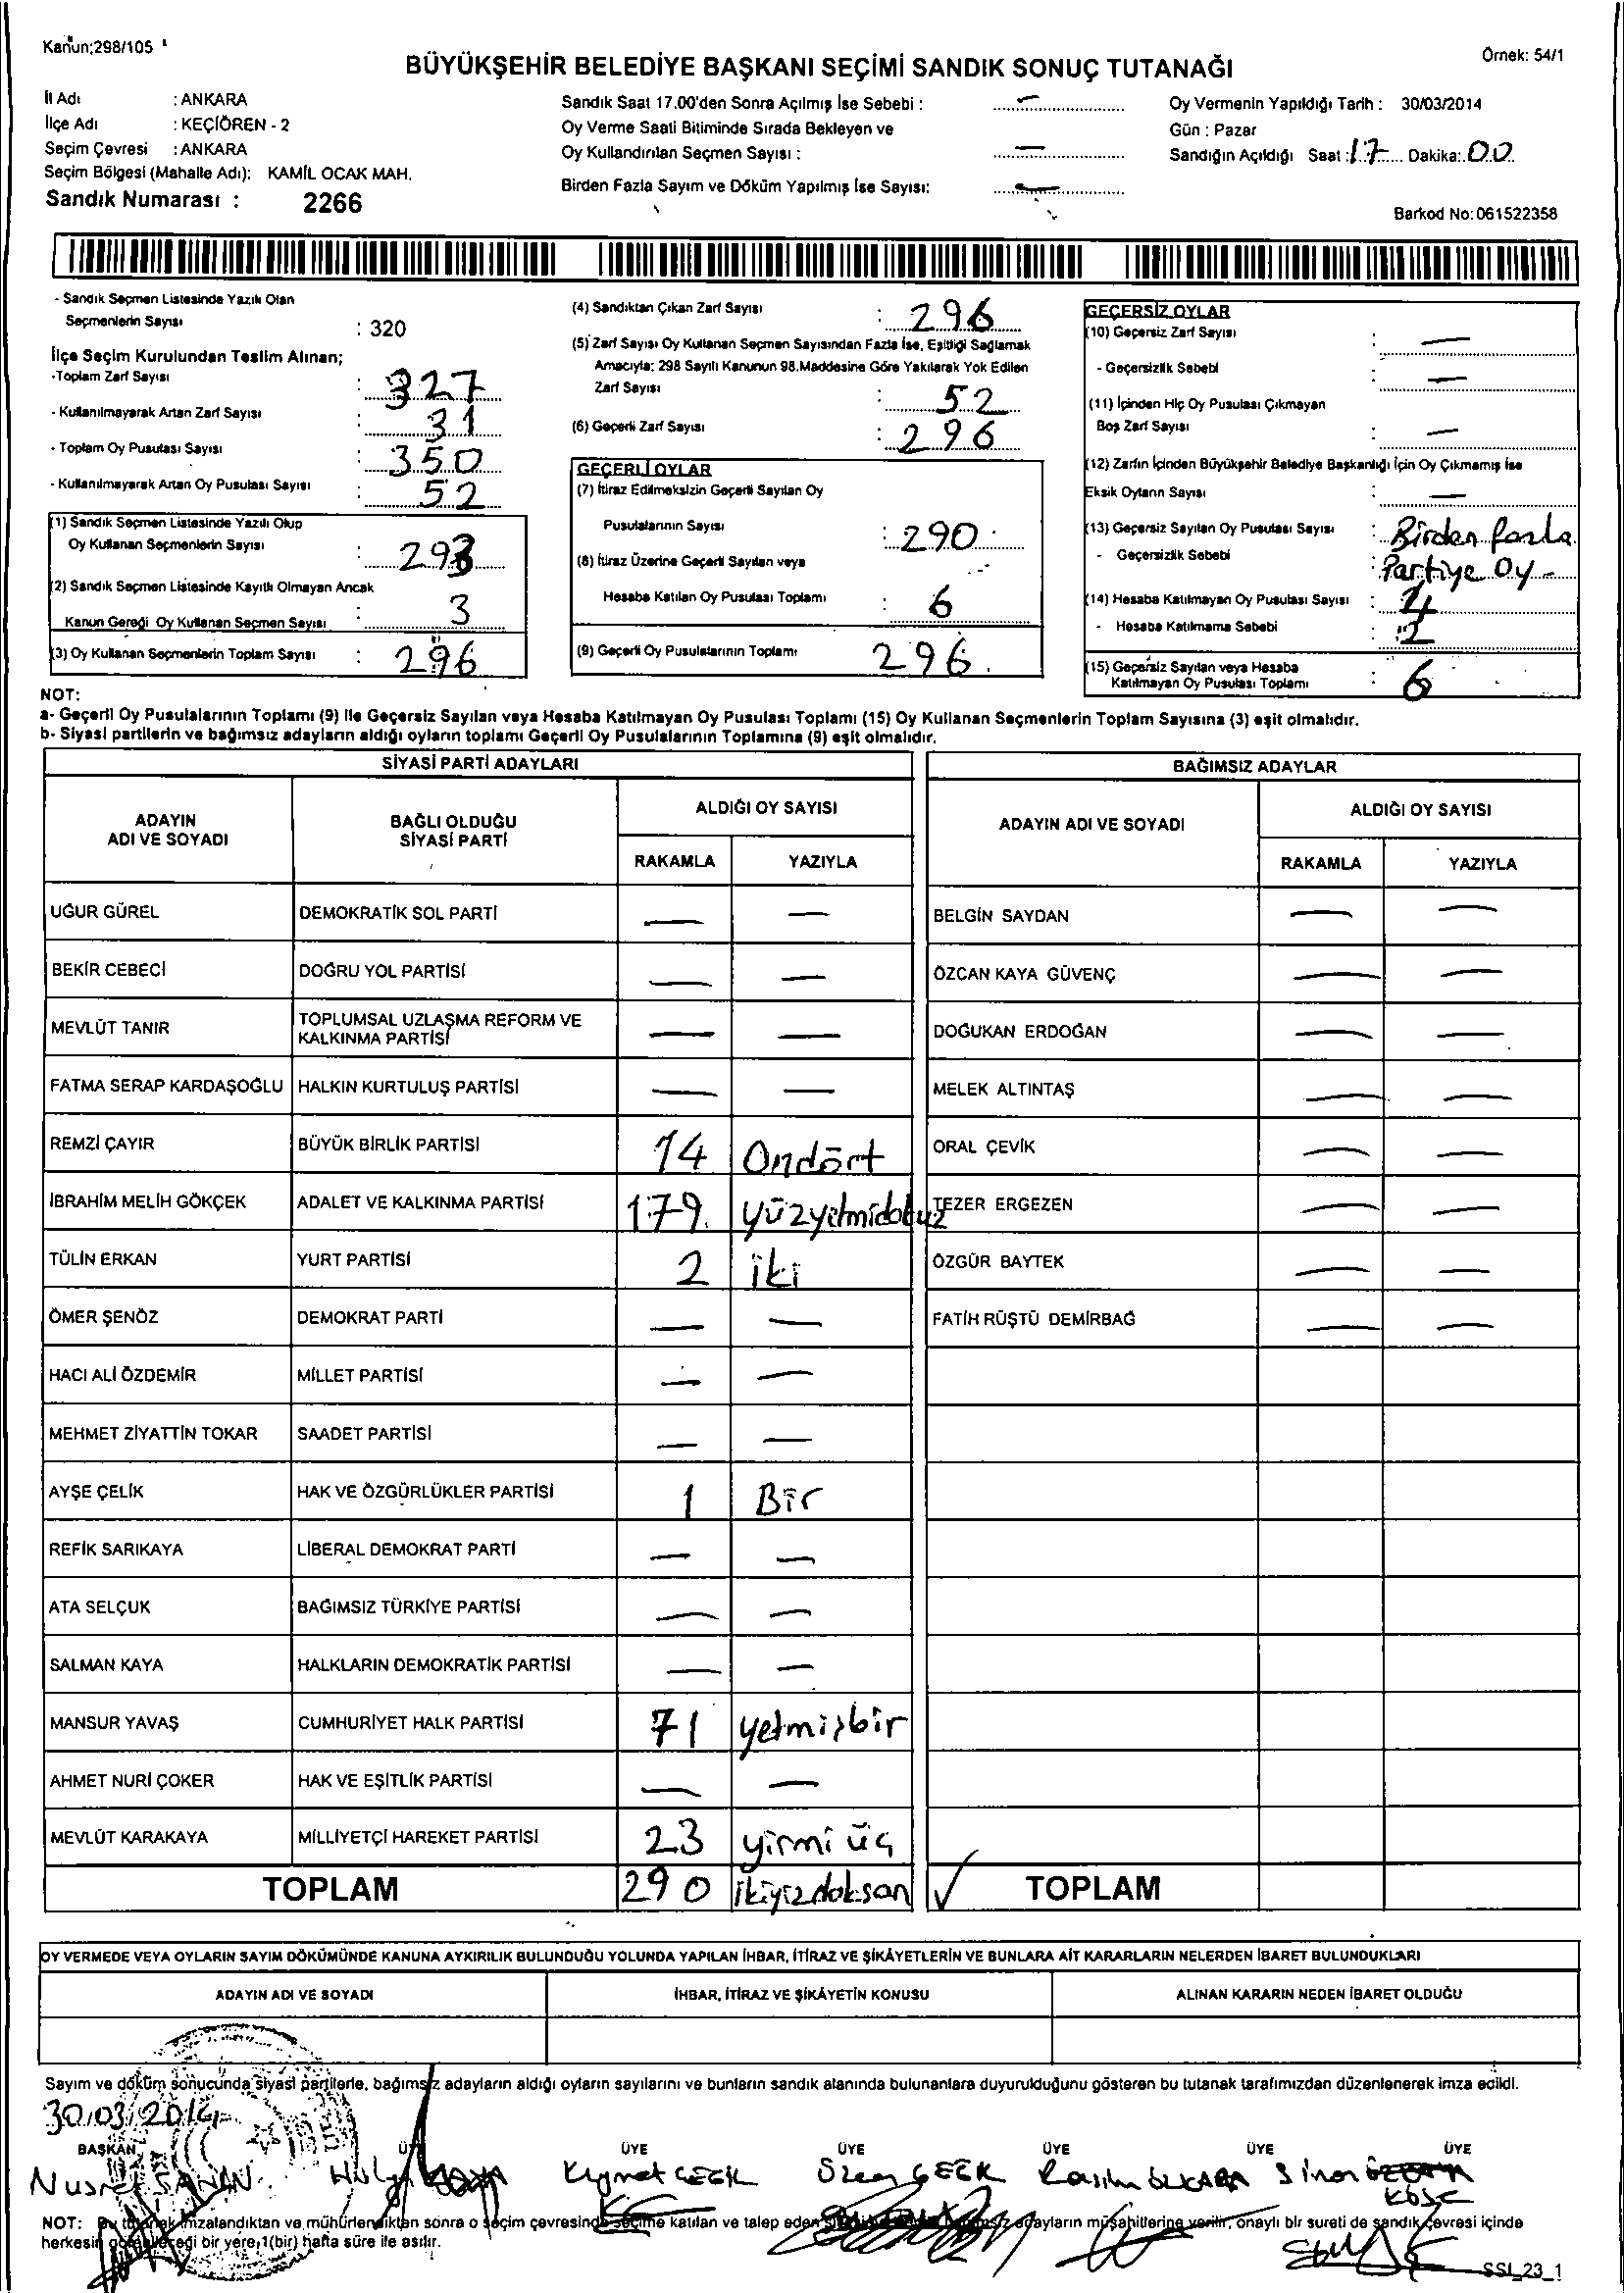 Kanun;298/105
Örnek: 54/1
BÜYÜKŞEHİR BELEDİYE BAŞKANI SEÇİMİ SANDIK SONUÇ TUTANAĞI
İl Adı : ANKARA
İlçe Adı : KEÇİÖREN - 2
Seçim Çevresi : ANKARA
Seçim Bölgesi (Mahalle Adı): KAMİL OCAK MAH.
Sandık Numarası : 2266
Sandık Saat 17.00'den Sonra Açılmış İse Sebebi : —
Oy Verme Saati Bitiminde Sırada Bekleyen ve
Oy Kullandırılan Seçmen Sayısı : —
Birden Fazla Sayım ve Döküm Yapılmış İse Sayısı: —
Oy Vermenin Yapıldığı Tarih : 30/03/2014
Gün : Pazar
Sandığın Açıldığı Saat : 17 Dakika: 00
Barkod No: 061522358
- Sandık Seçmen Listesinde Yazılı Olan
Seçmenlerin Sayısı : 320
İlçe Seçim Kurulundan Teslim Alınan;
-Toplam Zarf Sayısı : 327
- Kullanılmayarak Artan Zarf Sayısı : 31
- Toplam Oy Pusulası Sayısı : 350
- Kullanılmayarak Artan Oy Pusulası Sayısı : 52
(1) Sandık Seçmen Listesinde Yazılı Olup
Oy Kullanan Seçmenlerin Sayısı : 293
(2) Sandık Seçmen Listesinde Kayıtlı Olmayan Ancak
Kanun Gereği Oy Kullanan Seçmen Sayısı : 3
(3) Oy Kullanan Seçmenlerin Toplam Sayısı : 296
(4) Sandıktan Çıkan Zarf Sayısı : 296
(5) Zarf Sayısı Oy Kullanan Seçmen Sayısından Fazla İse, Eşitliği Sağlamak
Amacıyla; 298 Sayılı Kanunun 98.Maddesine Göre Yakılarak Yok Edilen
Zarf Sayısı : 52
(6) Geçerli Zarf Sayısı : 296
GEÇERLİ OYLAR
(7) İtiraz Edilmeksizin Geçerli Sayılan Oy
Pusulalarının Sayısı : 290
(8) İtiraz Üzerine Geçerli Sayılan veya
Hesaba Katılan Oy Pusulası Toplamı : 6
(9) Geçerli Oy Pusulalarının Toplamı 296
GEÇERSİZ OYLAR
(10) Geçersiz Zarf Sayısı : —
- Geçersizlik Sebebi : —
(11) İçinden Hiç Oy Pusulası Çıkmayan
Boş Zarf Sayısı : —
(12) Zarfın İçinden Büyükşehir Belediye Başkanlığı İçin Oy Çıkmamış İse
Eksik Oyların Sayısı : —
(13) Geçersiz Sayılan Oy Pusulası Sayısı : Birden fazla
- Geçersizlik Sebebi : Partiye Oy -
(14) Hesaba Katılmayan Oy Pusulası Sayısı : 4
- Hesaba Katılmama Sebebi : 2
(15) Geçersiz Sayılan veya Hesaba
Katılmayan Oy Pusulası Toplamı : 6
NOT:
a- Geçerli Oy Pusulalarının Toplamı (9) ile Geçersiz Sayılan veya Hesaba Katılmayan Oy Pusulası Toplamı (15) Oy Kullanan Seçmenlerin Toplam Sayısına (3) eşit olmalıdır.
b- Siyasi partilerin ve bağımsız adayların aldığı oyların toplamı Geçerli Oy Pusulalarının Toplamına (9) eşit olmalıdır.
SİYASİ PARTİ ADAYLARI
ADAYIN ADI VE SOYADI BAĞLI OLDUĞU SİYASİ PARTİ ALDIĞI OY SAYISI
RAKAMLA YAZIYLA
UĞUR GÜREL DEMOKRATİK SOL PARTİ — —
BEKİR CEBECİ DOĞRU YOL PARTİSİ — —
MEVLÜT TANIR TOPLUMSAL UZLAŞMA REFORM VE KALKINMA PARTİSİ — —
FATMA SERAP KARDAŞOĞLU HALKIN KURTULUŞ PARTİSİ — —
REMZİ ÇAYIR BÜYÜK BİRLİK PARTİSİ 14 Ondört
İBRAHİM MELİH GÖKÇEK ADALET VE KALKINMA PARTİSİ 179 yüzyetmidokuz
TÜLİN ERKAN YURT PARTİSİ 2 iki
ÖMER ŞENÖZ DEMOKRAT PARTİ — —
HACI ALİ ÖZDEMİR MİLLET PARTİSİ — —
MEHMET ZİYATTİN TOKAR SAADET PARTİSİ — —
AYŞE ÇELİK HAK VE ÖZGÜRLÜKLER PARTİSİ 1 Bir
REFİK SARIKAYA LİBERAL DEMOKRAT PARTİ — —
ATA SELÇUK BAĞIMSIZ TÜRKİYE PARTİSİ — —
SALMAN KAYA HALKLARIN DEMOKRATİK PARTİSİ — —
MANSUR YAVAŞ CUMHURİYET HALK PARTİSİ 71 yetmişbir
AHMET NURİ ÇOKER HAK VE EŞİTLİK PARTİSİ — —
MEVLÜT KARAKAYA MİLLİYETÇİ HAREKET PARTİSİ 23 yirmi üç
TOPLAM 290 ikiyüzdoksan
BAĞIMSIZ ADAYLAR
ADAYIN ADI VE SOYADI ALDIĞI OY SAYISI
RAKAMLA YAZIYLA
BELGİN SAYDAN — —
ÖZCAN KAYA GÜVENÇ — —
DOĞUKAN ERDOĞAN — —
MELEK ALTINTAŞ — —
ORAL ÇEVİK — —
TEZER ERGEZEN — —
ÖZGÜR BAYTEK — —
FATİH RÜŞTÜ DEMİRBAĞ — —
TOPLAM
OY VERMEDE VEYA OYLARIN SAYIM DÖKÜMÜNDE KANUNA AYKIRILIK BULUNDUĞU YOLUNDA YAPILAN İHBAR, İTİRAZ VE ŞİKÂYETLERİN VE BUNLARA AİT KARARLARIN NELERDEN İBARET BULUNDUKLARI
ADAYIN ADI VE SOYADI İHBAR, İTİRAZ VE ŞİKÂYETİN KONUSU ALINAN KARARIN NEDEN İBARET OLDUĞU
Sayım ve döküm sonucunda siyasi partilerle, bağımsız adayların aldığı oyların sayılarını ve bunların sandık alanında bulunanlara duyurulduğunu gösteren bu tutanak tarafımızdan düzenlenerek imza edildi.
30.03.2014
BAŞKAN ÜYE ÜYE ÜYE ÜYE ÜYE
Kıymet Rasim Sinan
KÖSE
NOT: Bu tutanak imzalandıktan ve mühürlendikten sonra o seçim çevresinde seçime katılan ve talep eden adayların müşahitlerine verilir, onaylı bir sureti de sandık çevresi içinde
herkesin göreceği bir yere 1(bir) hafta süre ile asılır.
SSI_23_1